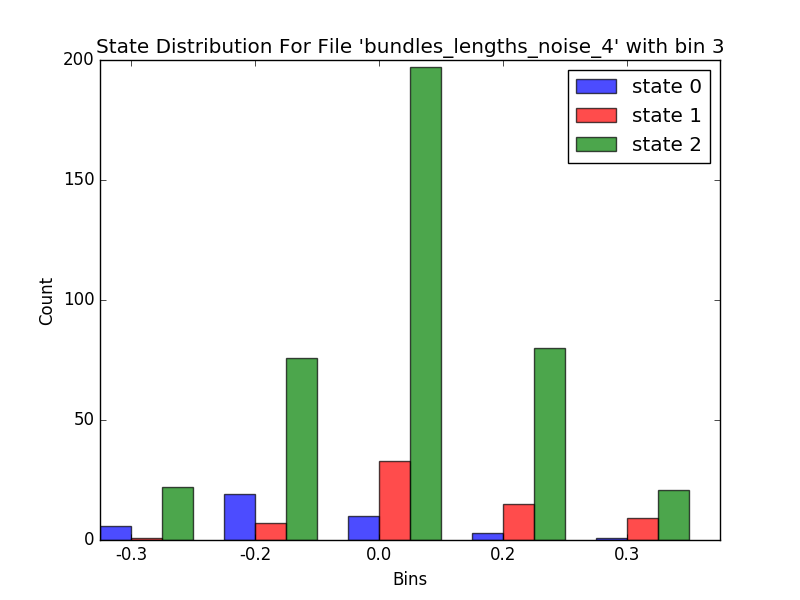 State Distribution For File 'bundles_lengths_noise_4' with bin 3
200
150
100
50
0
Count
state 0
state 1
state 2
-0.3 -0.2 0.0 0.2 0.3
Bins